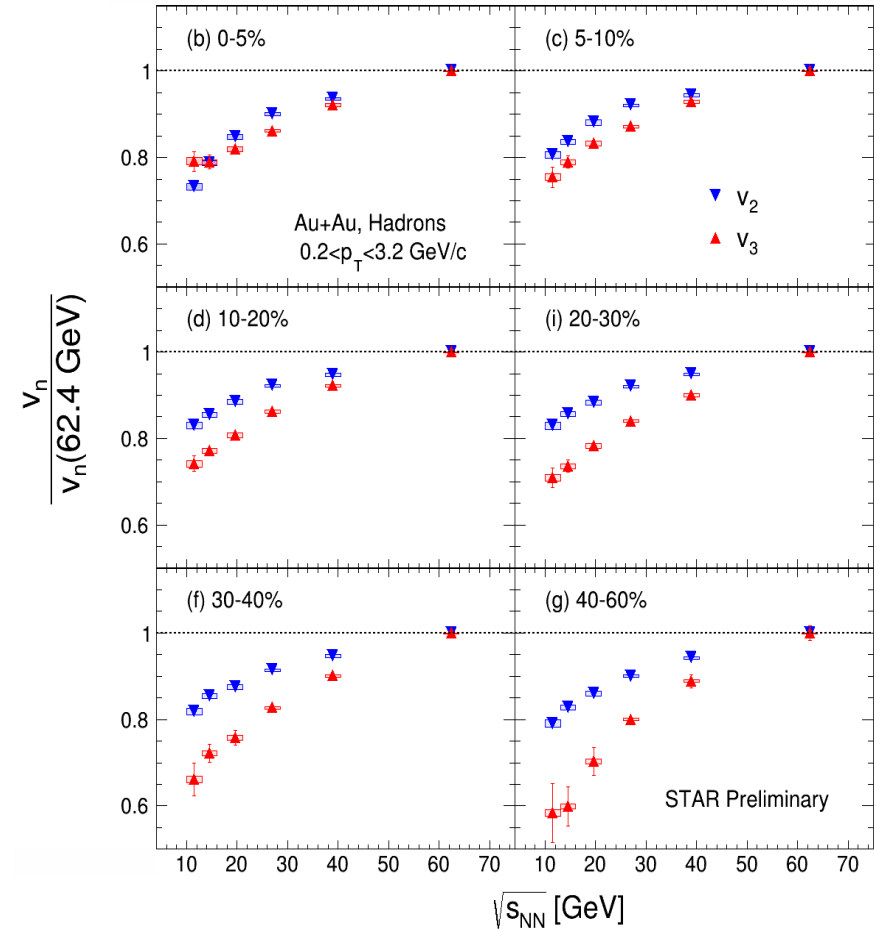 (b) 0-5%
(c) 5-10%
1
0.8
0.6
Au+Au, Hadrons
0.2<p_T<3.2 GeV/c
v_2
v_3
(d) 10-20%
(i) 20-30%
1
0.8
0.6
v_n
v_n(62.4 GeV)
(f) 30-40%
(g) 40-60%
1
0.8
0.6
STAR Preliminary
10 20 30 40 50 60 70
10 20 30 40 50 60 70
√s_NN [GeV]